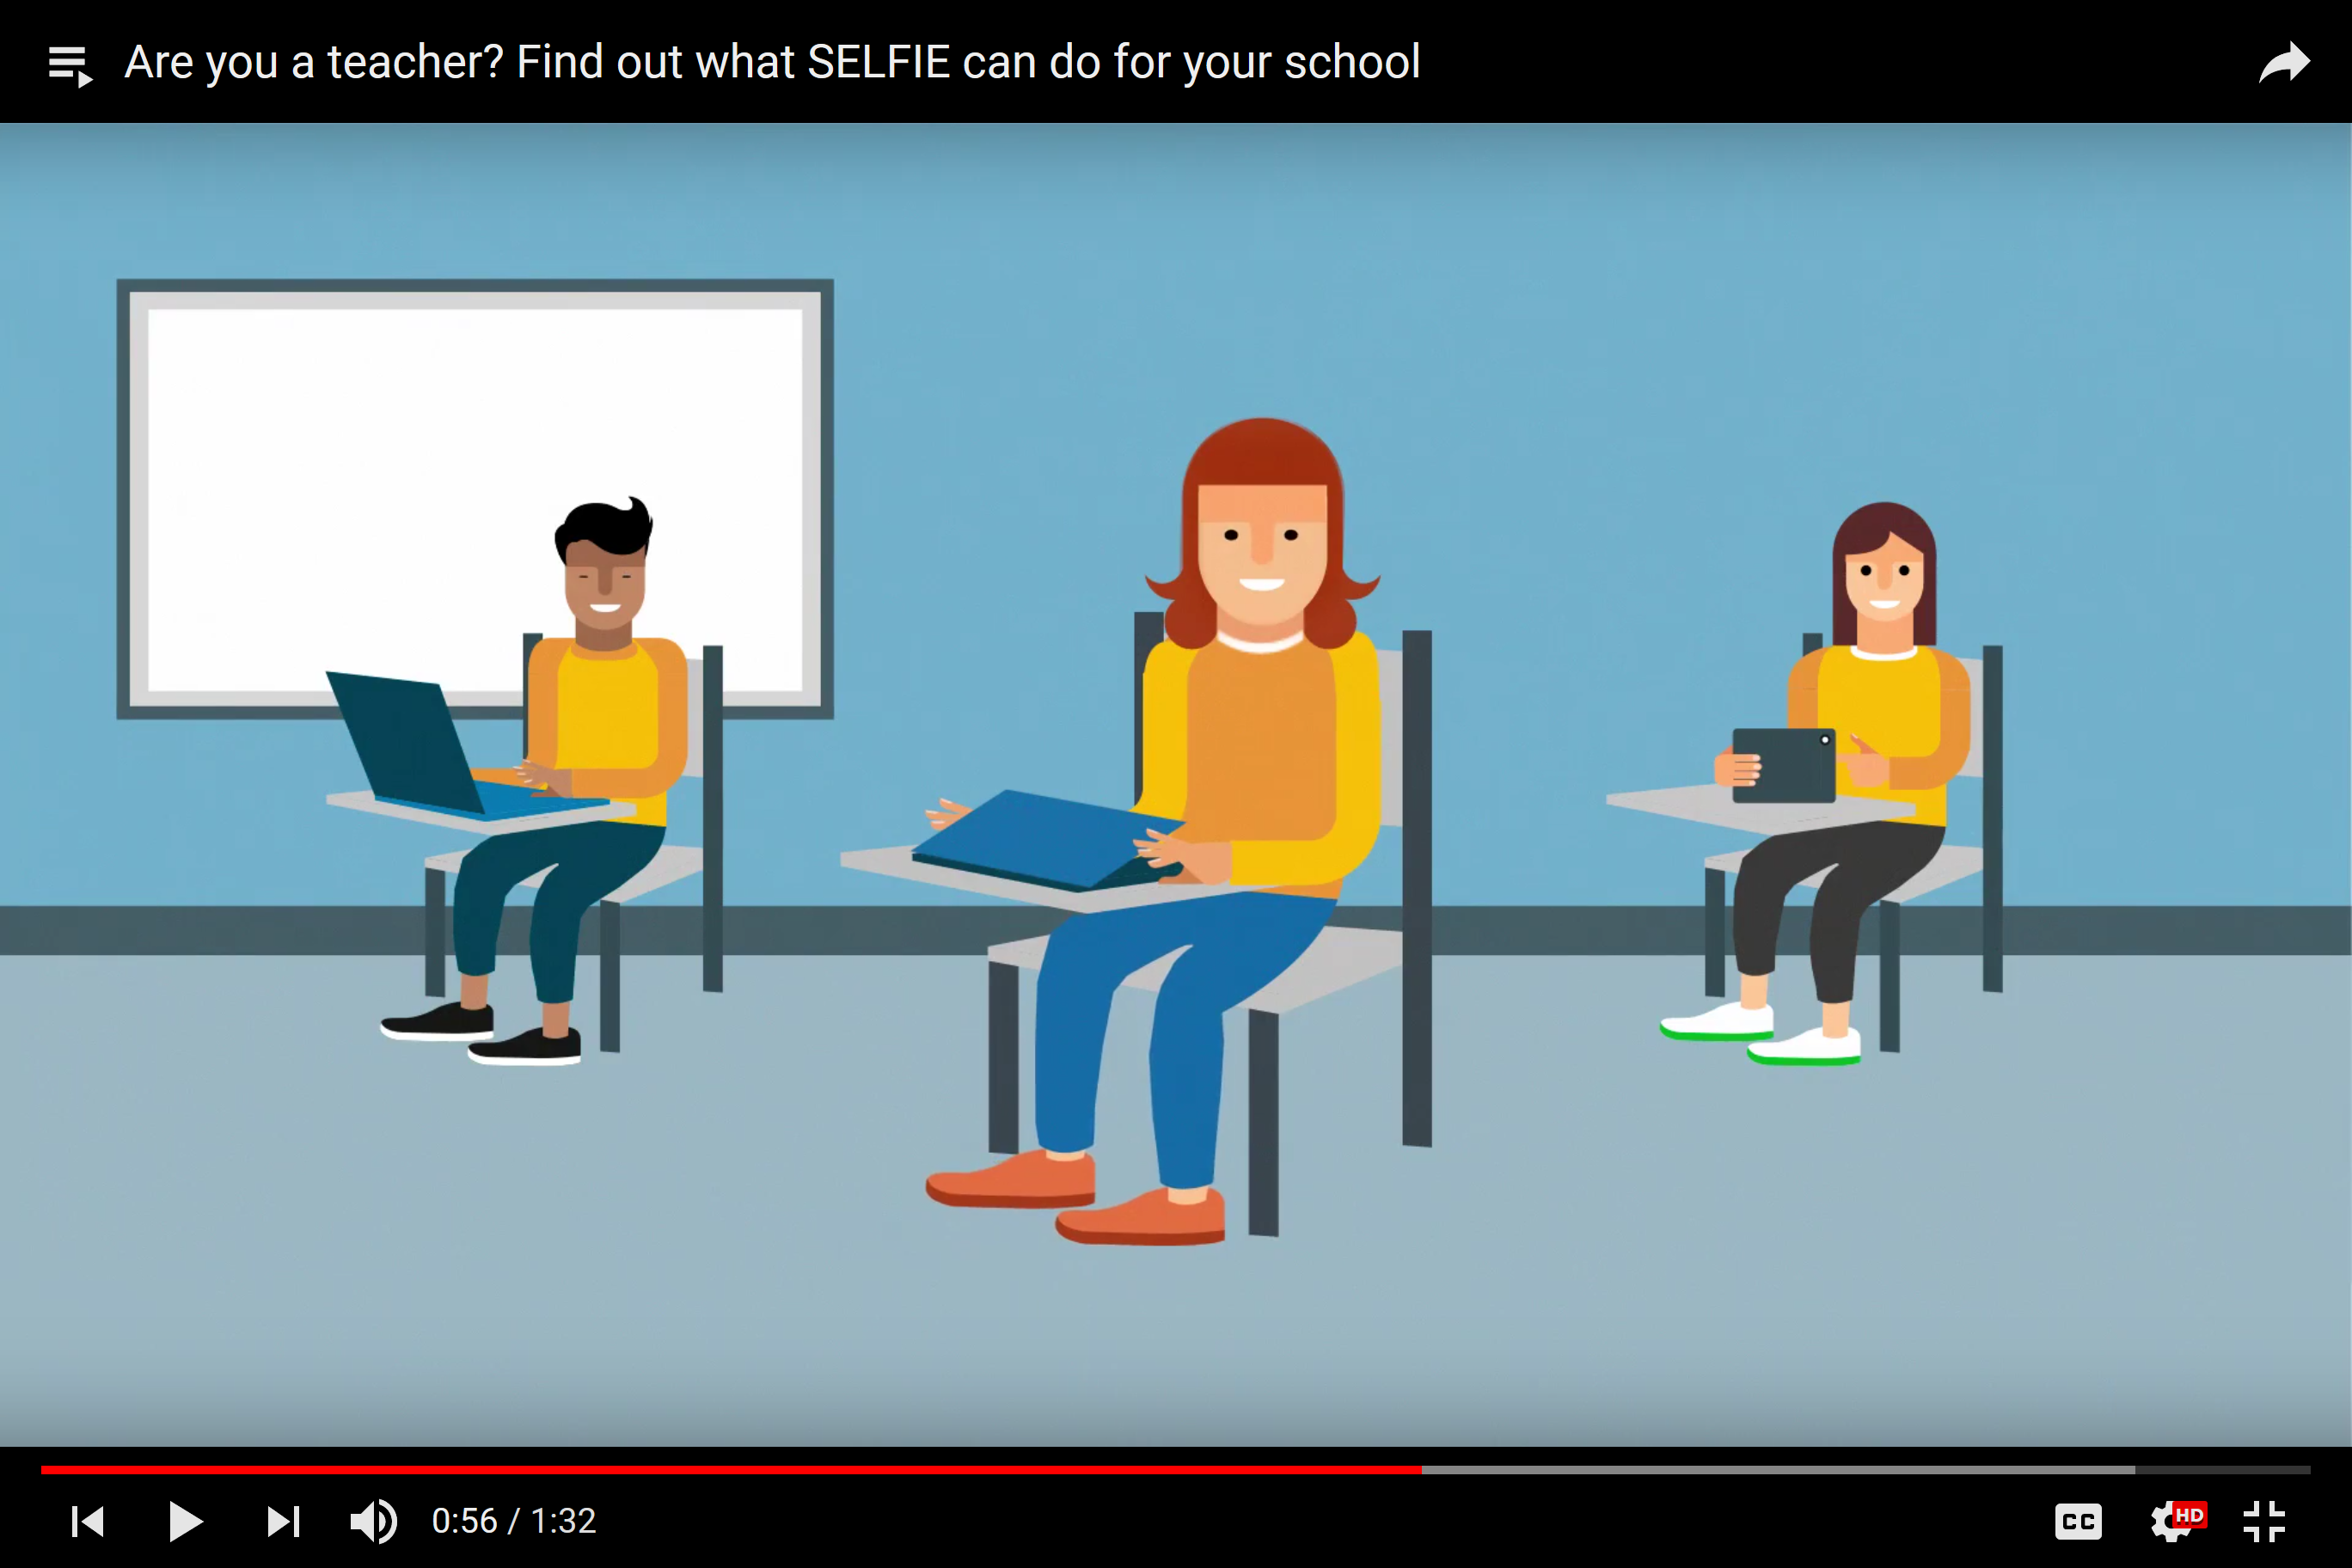 Are you a teacher? Find out what SELFIE can do for your school
0:56 / 1:32
CC
HD